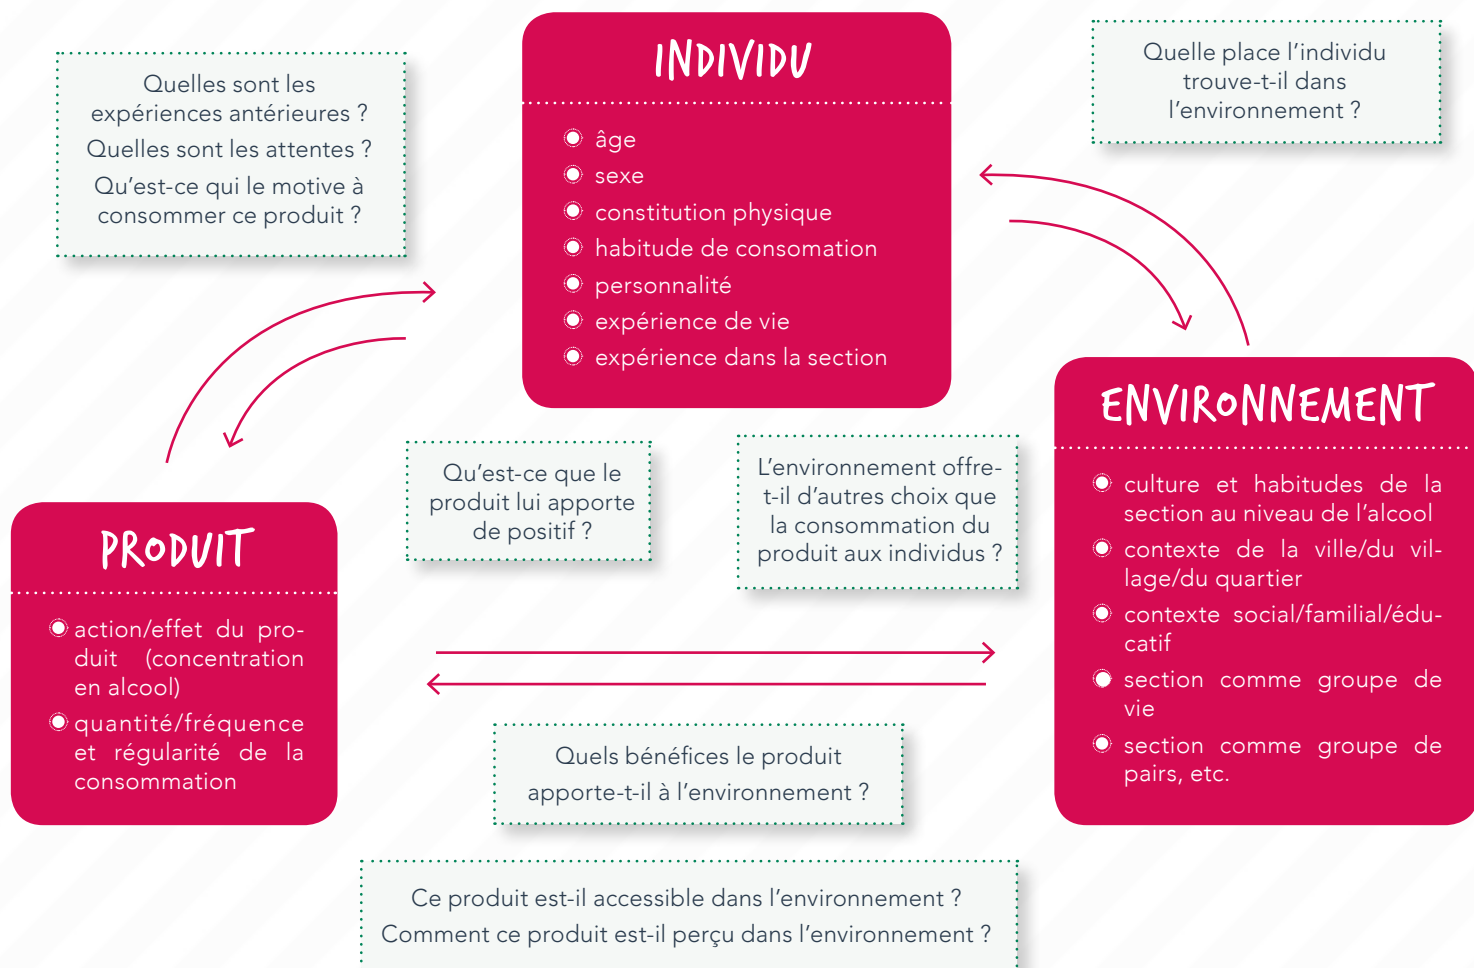 Quelles sont les
expériences antérieures ?
Quelles sont les attentes ?
Qu’est-ce qui le motive à
consommer ce produit ?
INDIVIDU
âge
sexe
constitution physique
habitude de consomation
personnalité
expérience de vie
expérience dans la section
Quelle place l’individu
trouve-t-il dans
l’environnement ?
Qu’est-ce que le
produit lui apporte
de positif ?
L’environnement offre-
t-il d’autres choix que
la consommation du
produit aux individus ?
PRODUIT
action/effet du pro-
duit (concentration
en alcool)
quantité/fréquence
et régularité de la
consommation
ENVIRONNEMENT
culture et habitudes de la
section au niveau de l’alcool
contexte de la ville/du vil-
lage/du quartier
contexte social/familial/édu-
catif
section comme groupe de
vie
section comme groupe de
pairs, etc.
Quels bénéfices le produit
apporte-t-il à l’environnement ?
Ce produit est-il accessible dans l’environnement ?
Comment ce produit est-il perçu dans l’environnement ?